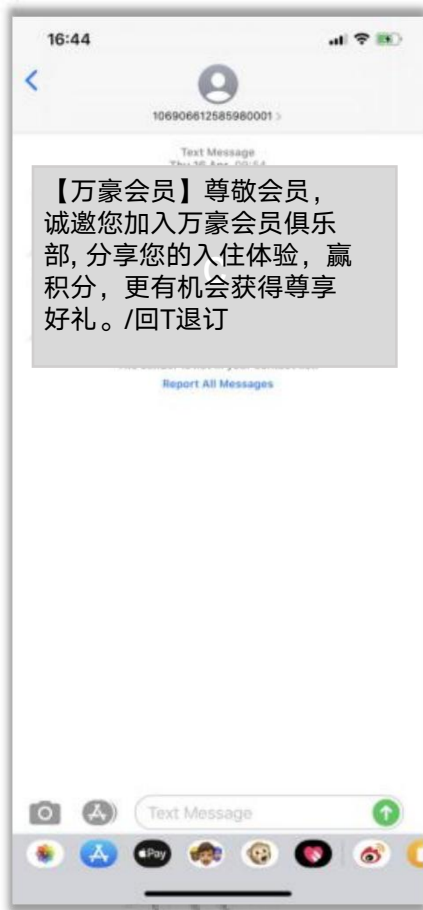 16:44
106906612585980001 >
Text Message
【万豪会员】尊敬会员，
诚邀您加入万豪会员俱乐
部, 分享您的入住体验，赢
积分，更有机会获得尊享
好礼。/回T退订
Report All Messages
Text Message
Pay